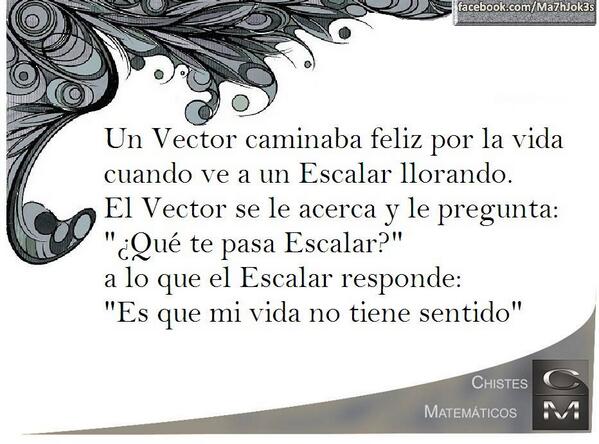 facebook.com/Ma7hJok3s
Un Vector caminaba feliz por la vida
cuando ve a un Escalar llorando.
El Vector se le acerca y le pregunta:
"¿Qué te pasa Escalar?"
a lo que el Escalar responde:
"Es que mi vida no tiene sentido"
CHISTES
MATEMÁTICOS
CM